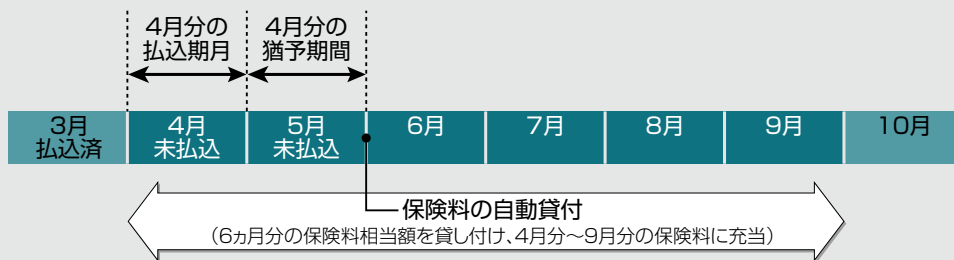 4月分の
払込期月
4月分の
猶予期間
3月
払込済
4月
未払込
5月
未払込
6月
7月
8月
9月
10月
保険料の自動貸付
（6ヵ月分の保険料相当額を貸し付け、4月分～9月分の保険料に充当）